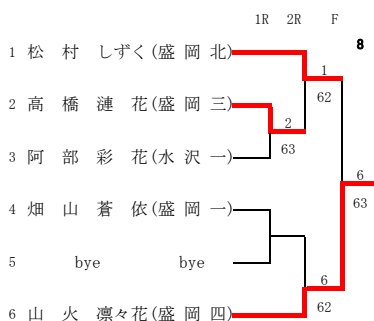 1R 2R F
8
1 松 村 しずく(盛 岡 北)
1
62
2 高 橋 漣 花(盛 岡 三)
2
63
3 阿 部 彩 花(水 沢 一)
6
63
4 畑 山 蒼 依(盛 岡 一)
5 bye bye
6
62
6 山 火 凛々花(盛 岡 四)